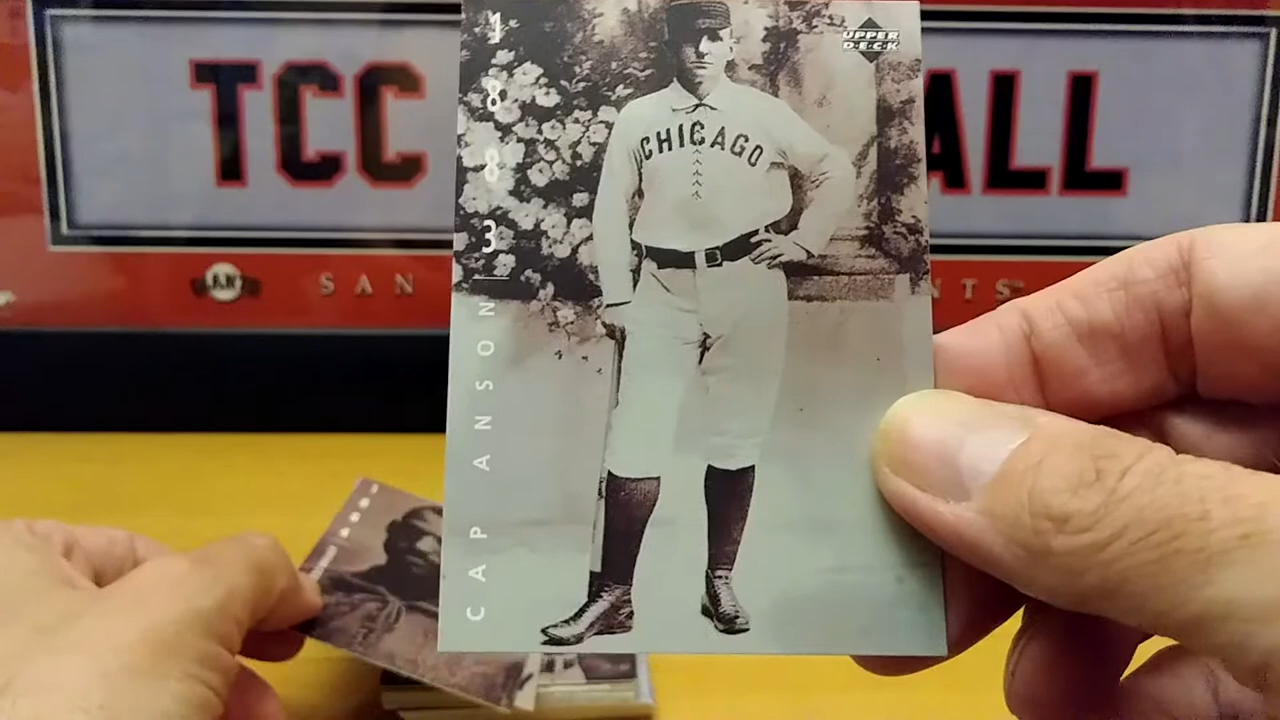 TCC
ALL
SAN
NTS
1883
CAP ANSON
UPPER
DECK
CHICAGO